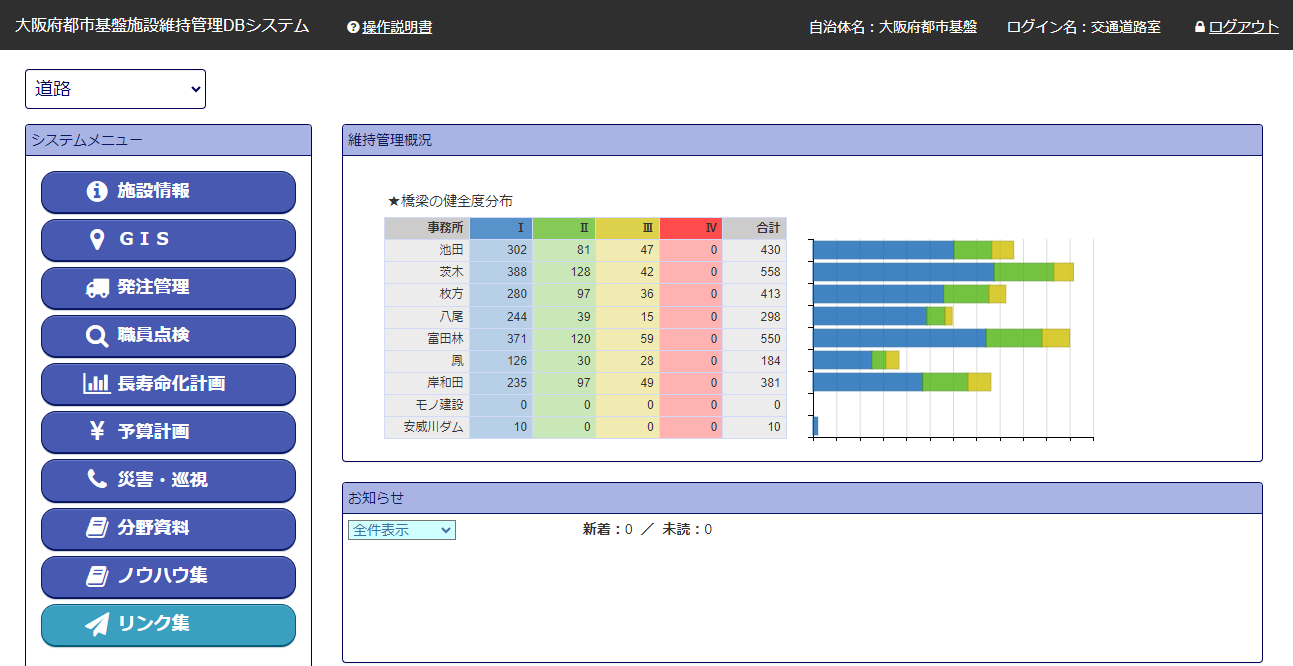 大阪府都市基盤施設維持管理DBシステム 操作説明書 自治体名：大阪府都市基盤 ログイン名：交通道路室 ログアウト
道路
システムメニュー
施設情報
ＧＩＳ
発注管理
職員点検
長寿命化計画
予算計画
災害・巡視
分野資料
ノウハウ集
リンク集
維持管理概況
★橋梁の健全度分布
事務所 Ⅰ Ⅱ Ⅲ Ⅳ 合計
池田 302 81 47 0 430
茨木 388 128 42 0 558
枚方 280 97 36 0 413
八尾 244 39 15 0 298
富田林 371 120 59 0 550
鳳 126 30 28 0 184
岸和田 235 97 49 0 381
モノ建設 0 0 0 0 0
安威川ダム 10 0 0 0 10
お知らせ
全件表示 新着：0 ／ 未読：0